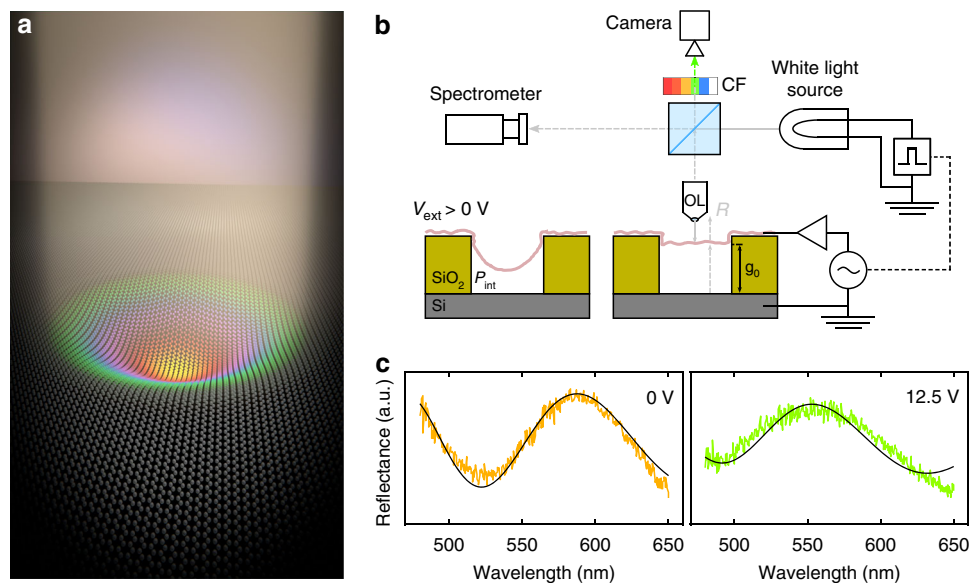 a
b
Camera
CF
White light
source
Spectrometer
OL
V_ext > 0 V
R
SiO₂
P_int
g₀
Si
c
Reflectance (a.u.)
0 V
12.5 V
500
550
600
650
500
550
600
650
Wavelength (nm)
Wavelength (nm)